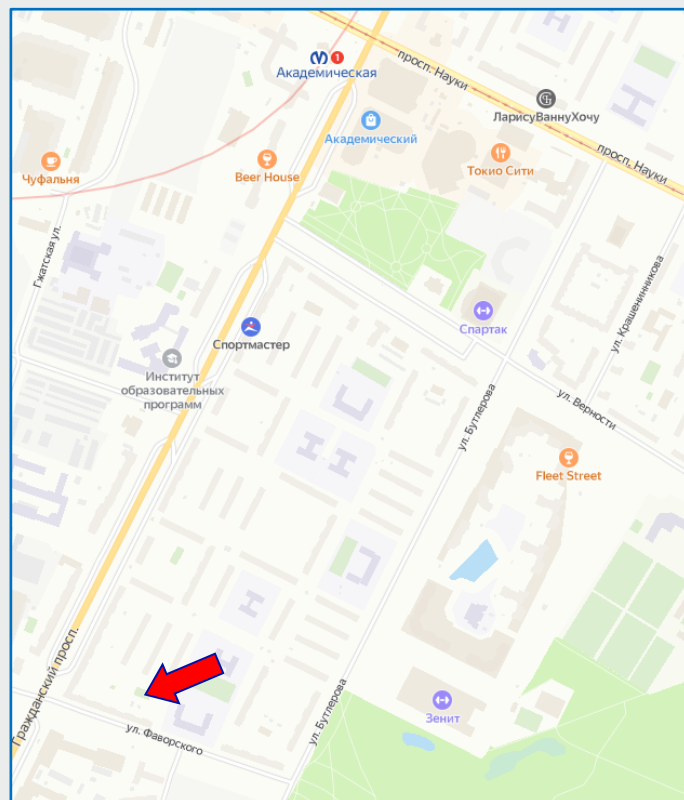 1
Академическая
просп. Науки
ЛарисуВаннуХочу
Академический
просп. Науки
Чуфальня
Beer House
Токио Сити
Гжатская ул.
ул. Крашенинникова
Спартак
Спортмастер
Институт
образовательных
программ
ул. Верности
ул. Бутлерова
Fleet Street
Гражданский просп.
ул. Бутлерова
Зенит
ул. Фаворского